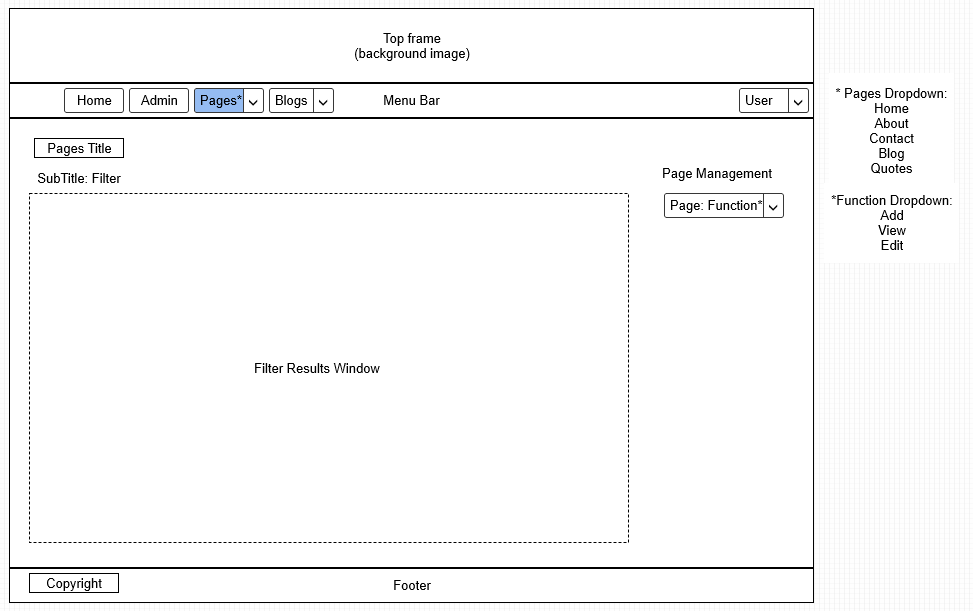 Top frame
(background image)
Home Admin Pages* Blogs Menu Bar User
Pages Title
SubTitle: Filter
Page Management
Page: Function*
Filter Results Window
Copyright
Footer
* Pages Dropdown:
Home
About
Contact
Blog
Quotes
*Function Dropdown:
Add
View
Edit